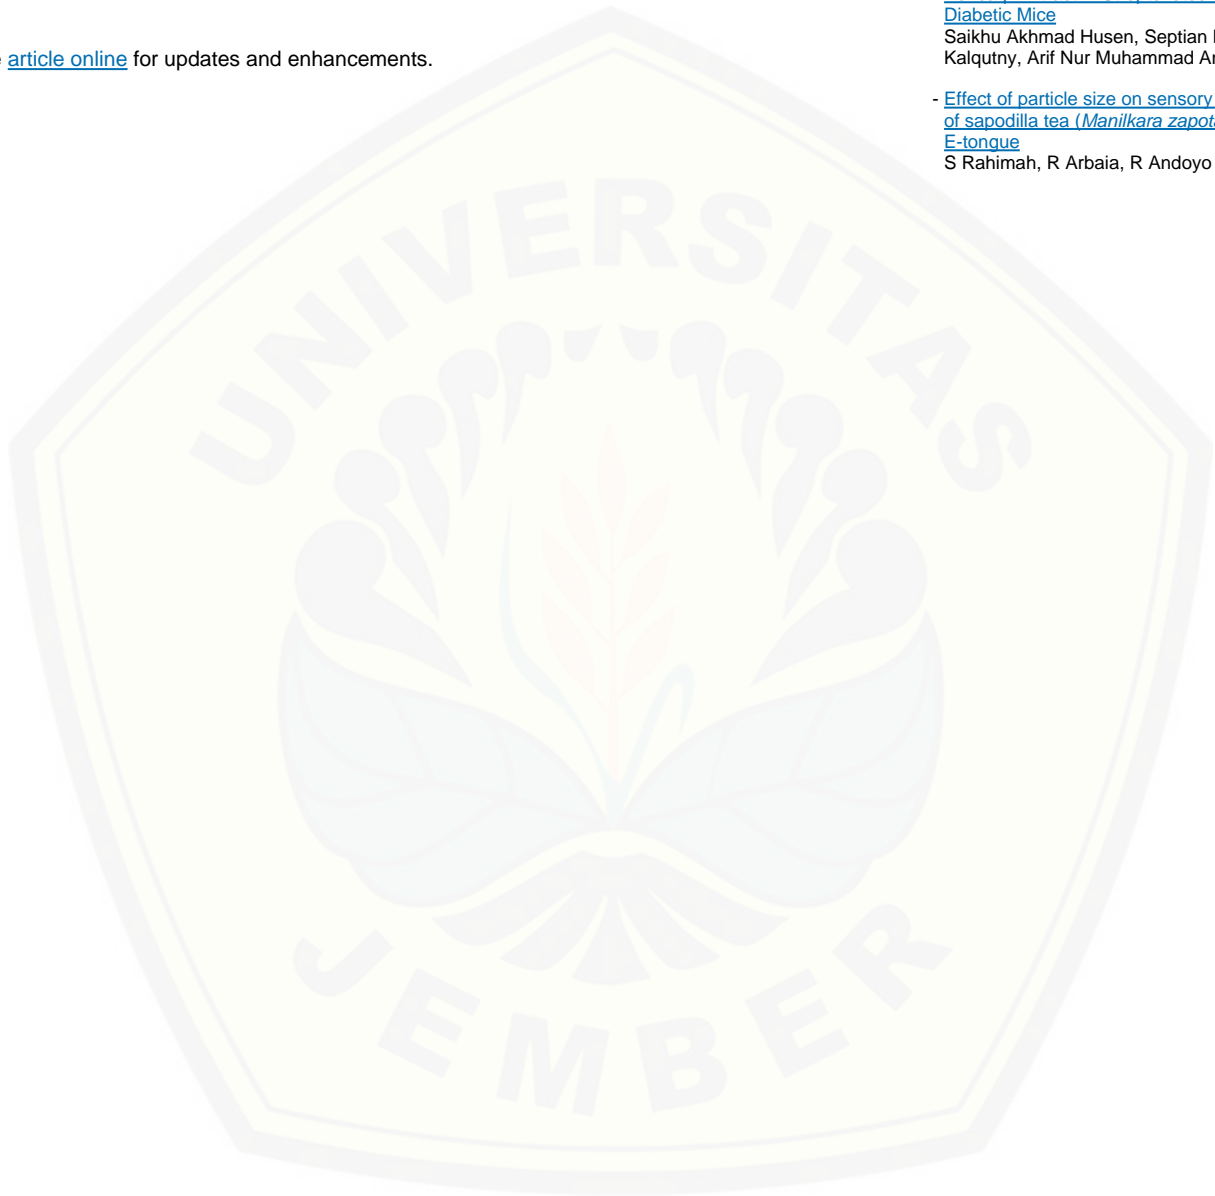 Diabetic Mice
Saikhu Akhmad Husen, Septian
Kalqutny, Arif Nur Muhammad
article online for updates and enhancements.
- Effect of particle size on sensory
of sapodilla tea (Manilkara
E-tongue
S Rahimah, R Arbaia, R Andoyo
UNIVERSITAS
JEMBER